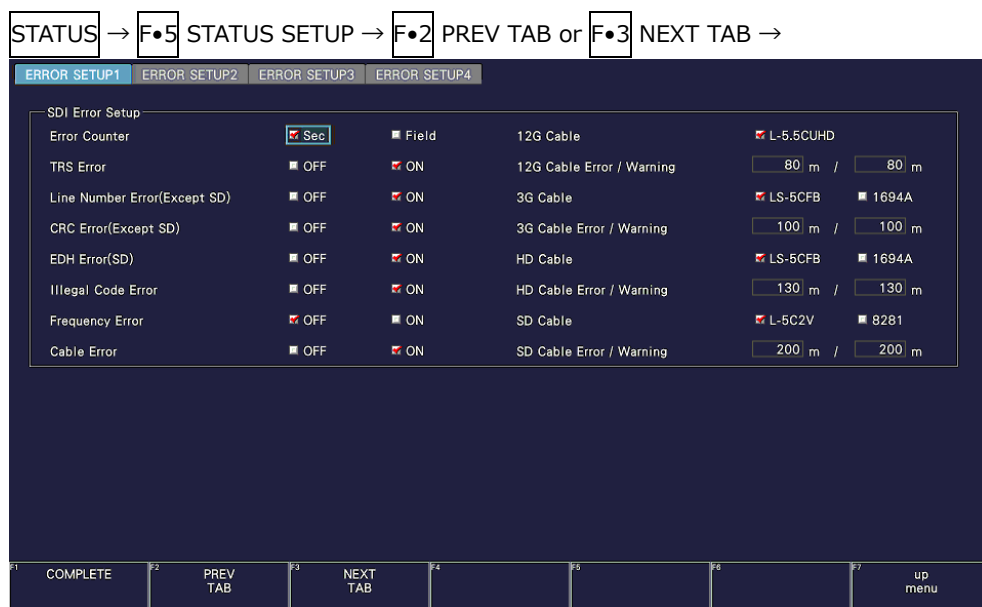 STATUS → F•5 STATUS SETUP → F•2 PREV TAB or F•3 NEXT TAB →
ERROR SETUP1 ERROR SETUP2 ERROR SETUP3 ERROR SETUP4
SDI Error Setup
Error Counter Sec Field 12G Cable L-5.5CUHD
TRS Error OFF ON 12G Cable Error / Warning 80 m / 80 m
Line Number Error(Except SD) OFF ON 3G Cable LS-5CFB 1694A
CRC Error(Except SD) OFF ON 3G Cable Error / Warning 100 m / 100 m
EDH Error(SD) OFF ON HD Cable LS-5CFB 1694A
Illegal Code Error OFF ON HD Cable Error / Warning 130 m / 130 m
Frequency Error OFF ON SD Cable L-5C2V 8281
Cable Error OFF ON SD Cable Error / Warning 200 m / 200 m
F1 COMPLETE F2 PREV TAB F3 NEXT TAB F4 F5 F6 F7 up menu